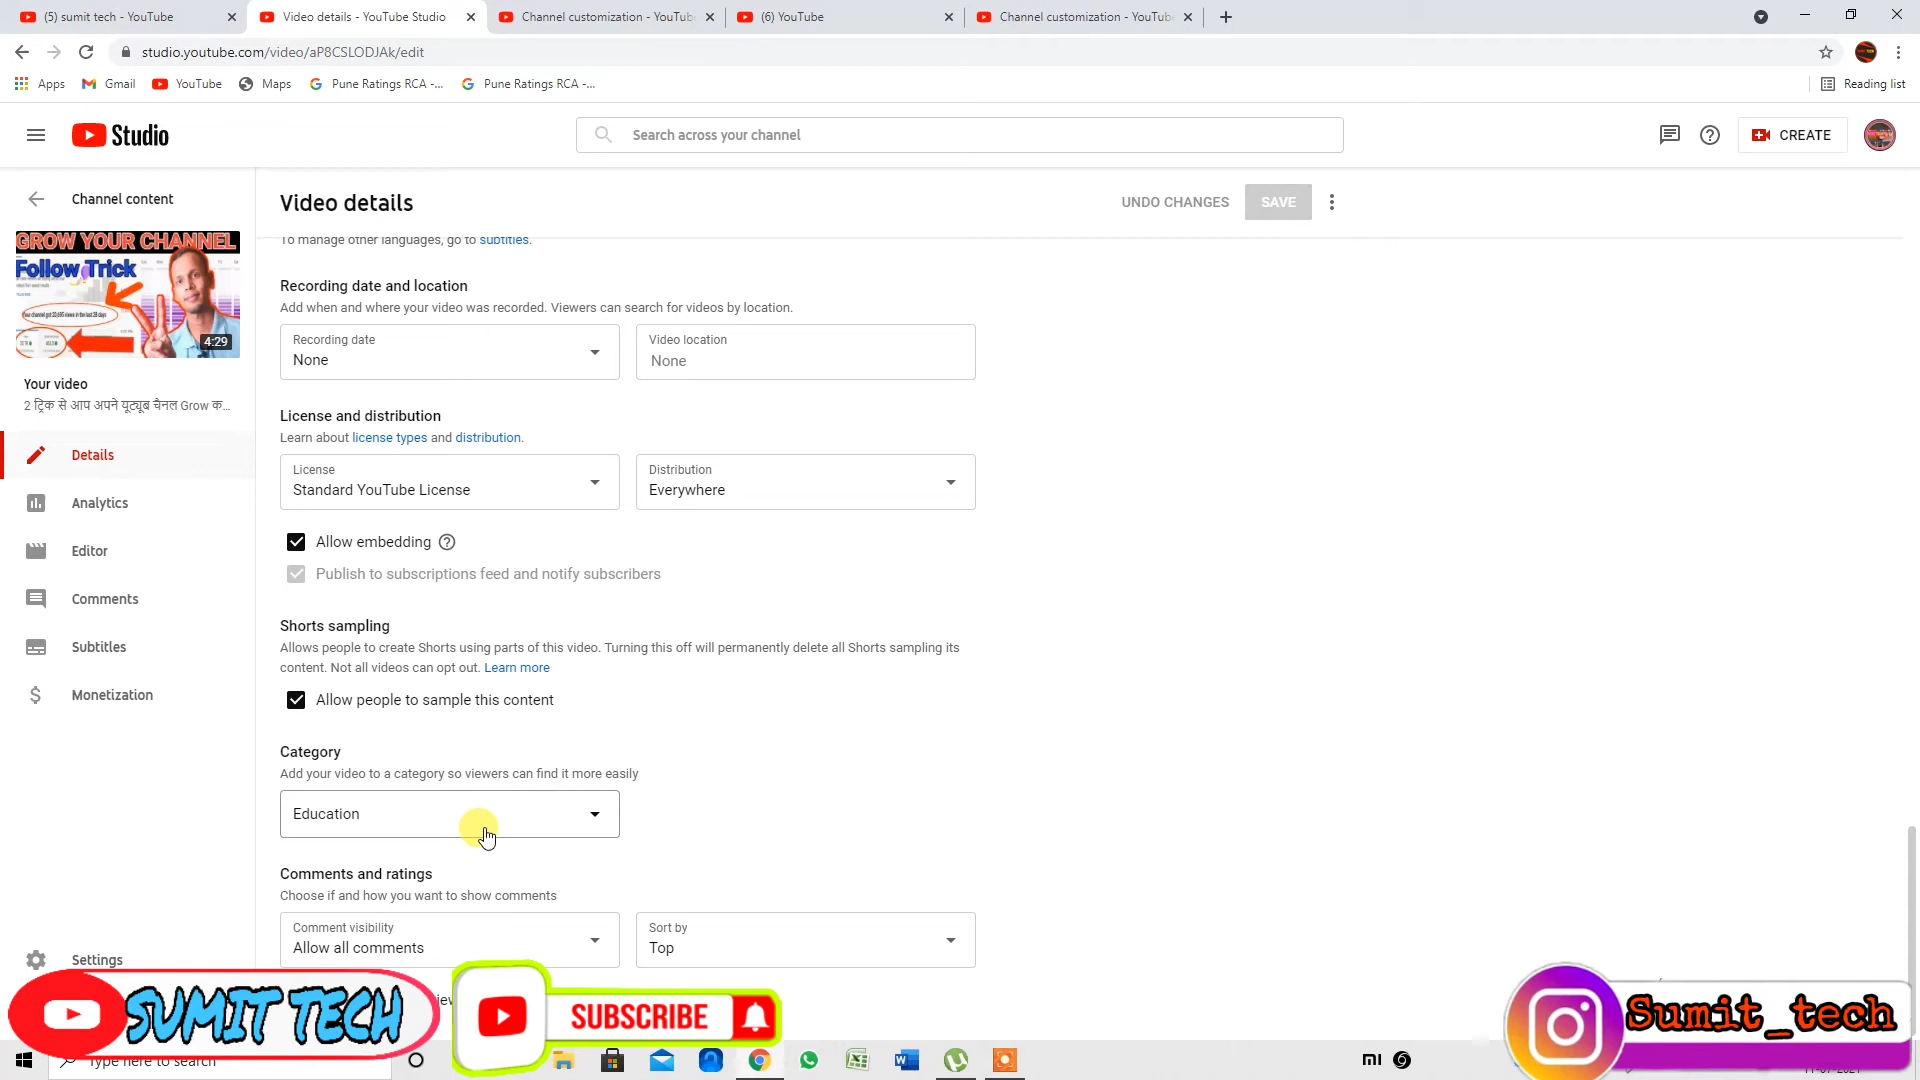 (5) sumit tech - YouTube
Video details - YouTube Studio
Channel customization - YouTub
(6) YouTube
Channel customization - YouTub
studio.youtube.com/video/aP8CSLODJAk/edit
Apps
Gmail
YouTube
Maps
Pune Ratings RCA -...
Pune Ratings RCA -...
Reading list
Studio
Search across your channel
CREATE
Channel content
Video details
UNDO CHANGES
SAVE
GROW YOUR CHANNEL
Follow Trick
4:29
Your video
2 ट्रिक से आप अपने यूट्यूब चैनल Grow क...
Details
Analytics
Editor
Comments
Subtitles
Monetization
Settings
To manage other languages, go to subtitles.
Recording date and location
Add when and where your video was recorded. Viewers can search for videos by location.
Recording date
None
Video location
None
License and distribution
Learn about license types and distribution.
License
Standard YouTube License
Distribution
Everywhere
Allow embedding
Publish to subscriptions feed and notify subscribers
Shorts sampling
Allows people to create Shorts using parts of this video. Turning this off will permanently delete all Shorts sampling its
content. Not all videos can opt out. Learn more
Allow people to sample this content
Category
Add your video to a category so viewers can find it more easily
Education
Comments and ratings
Choose if and how you want to show comments
Comment visibility
Allow all comments
Sort by
Top
SUMIT TECH
SUBSCRIBE
Sumit_tech
Type here to search